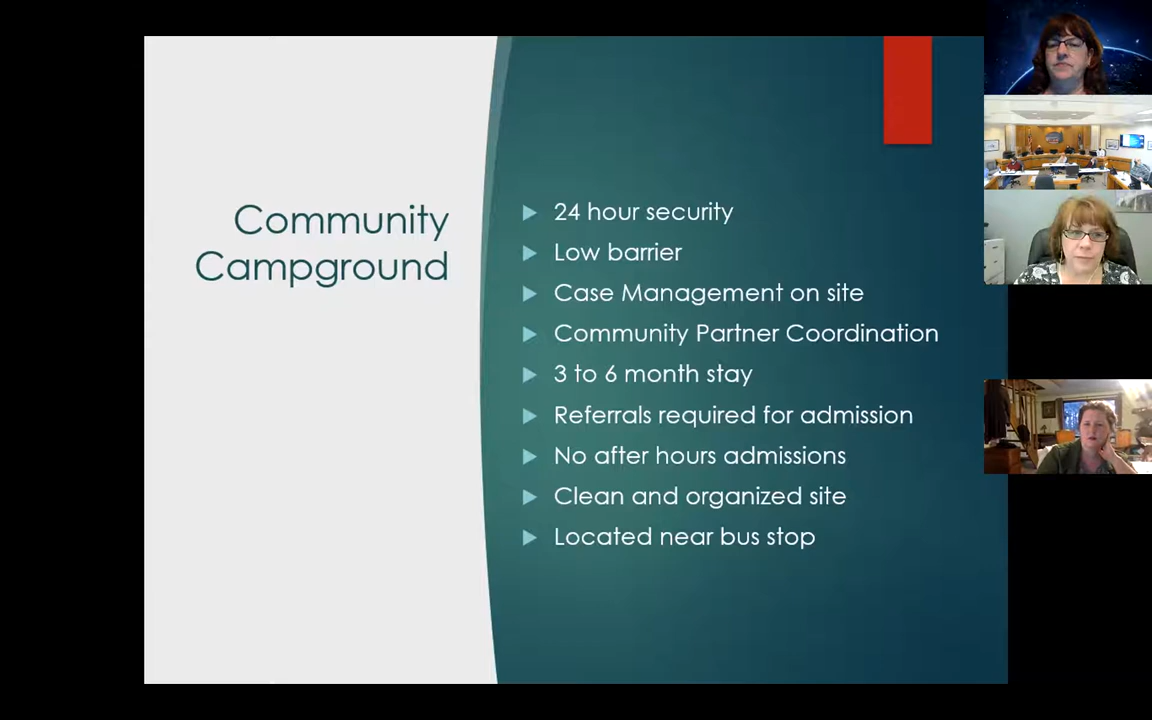 Community
Campground
24 hour security
Low barrier
Case Management on site
Community Partner Coordination
3 to 6 month stay
Referrals required for admission
No after hours admissions
Clean and organized site
Located near bus stop